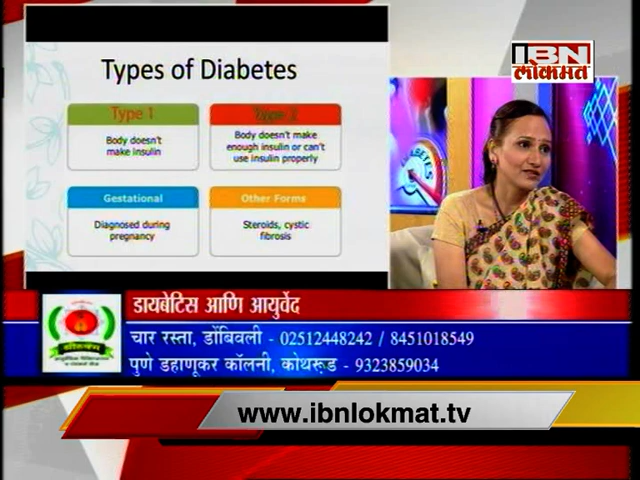 Types of Diabetes
Type 1
Body doesn't
make insulin
Type 2
Body doesn't make
enough insulin or can't
use insulin properly
Gestational
Diagnosed during
pregnancy
Other Forms
Steroids, cystic
fibrosis
IBN
लोकमत
DIABETES
डायबेटिस आणि आयुर्वेद
चार रस्ता, डोंबिवली - 02512448242 / 8451018549
पुणे डहाणूकर कॉलनी, कोथरूड - 9323859034
www.ibnlokmat.tv